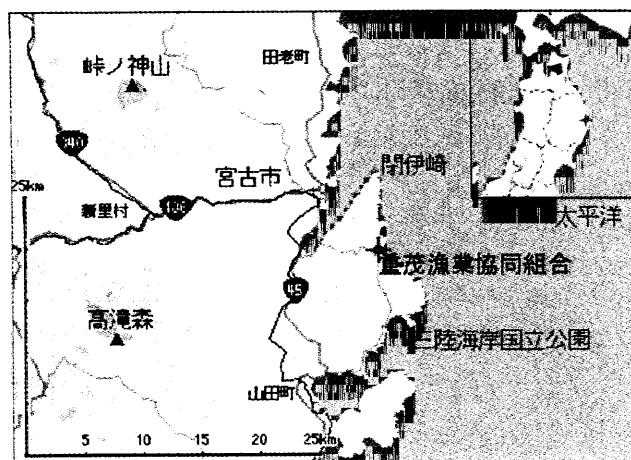 田老町
峠ノ神山
閉伊崎
宮古市
25km
新里村
太平洋
重茂漁業協同組合
45
高滝森
三陸海岸国立公園
山田町
5 10 15 20 25km